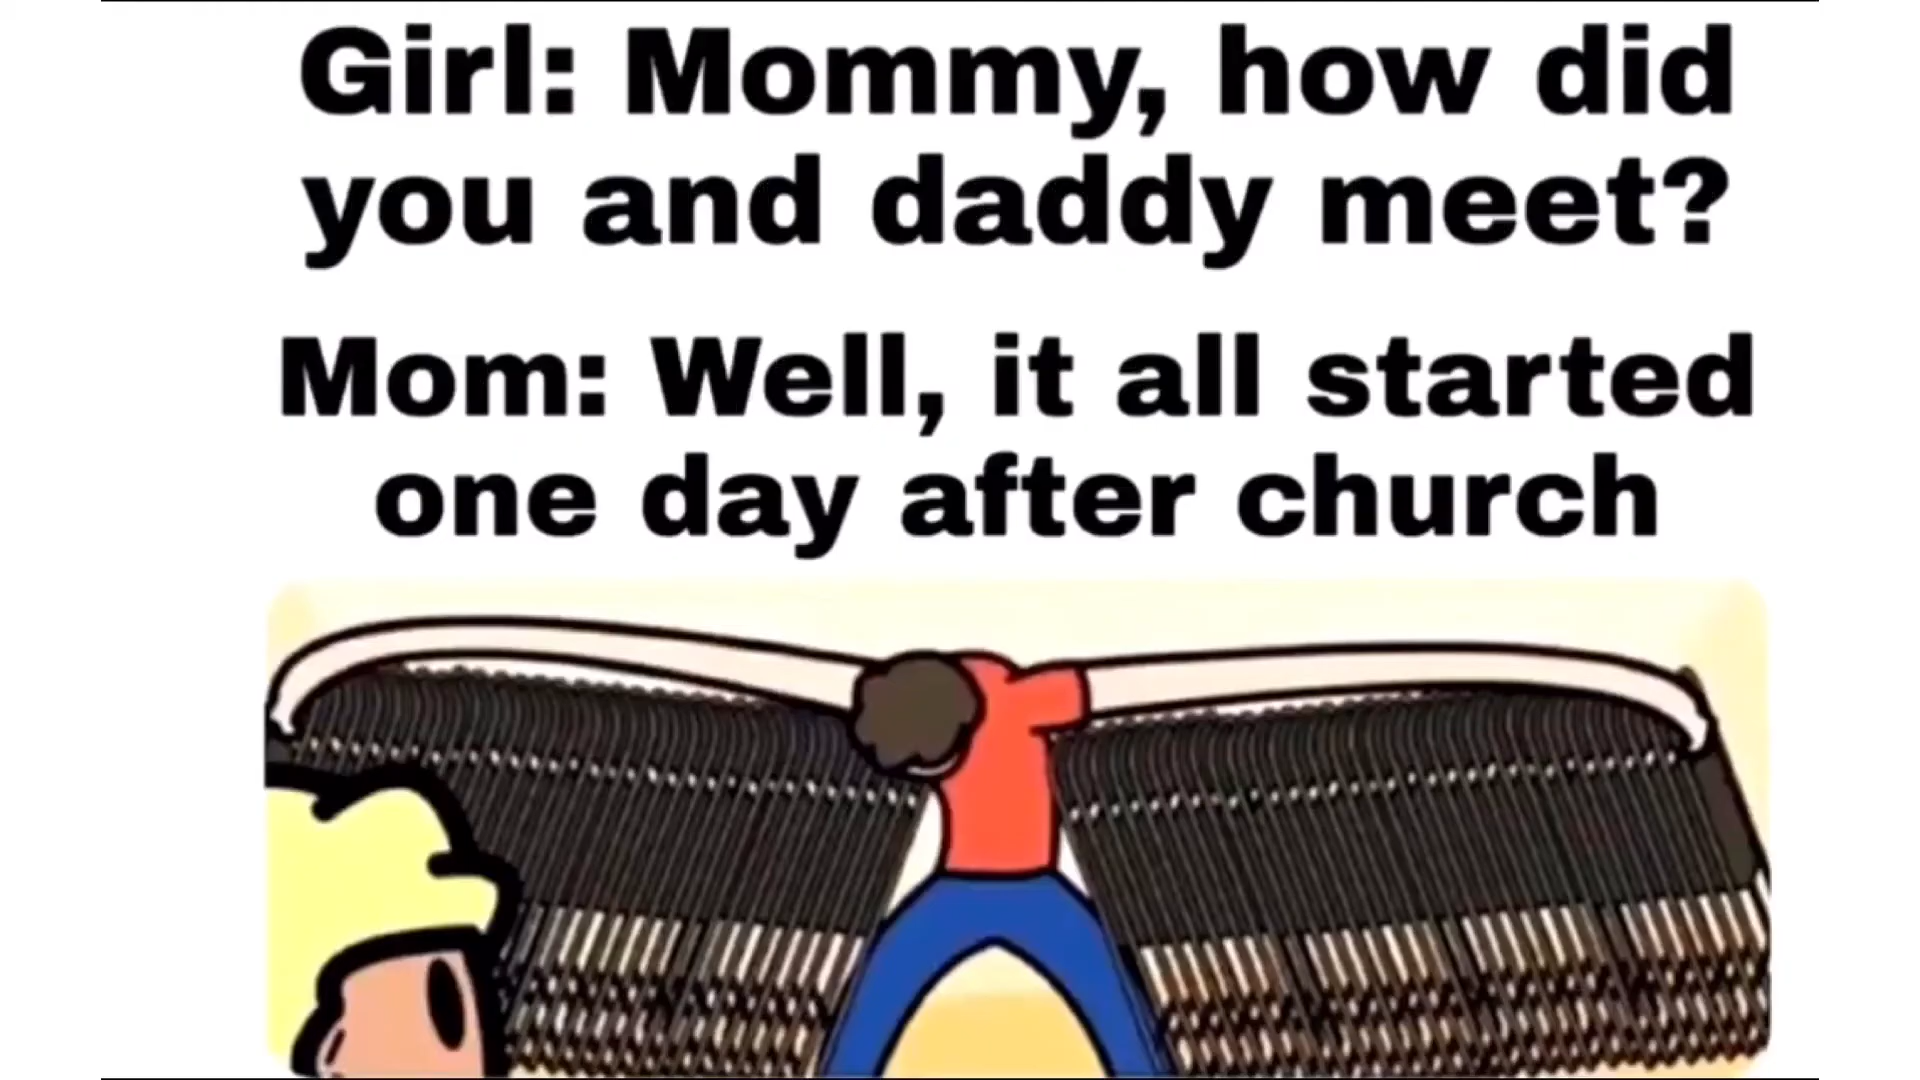 Girl: Mommy, how did
you and daddy meet?
Mom: Well, it all started
one day after church